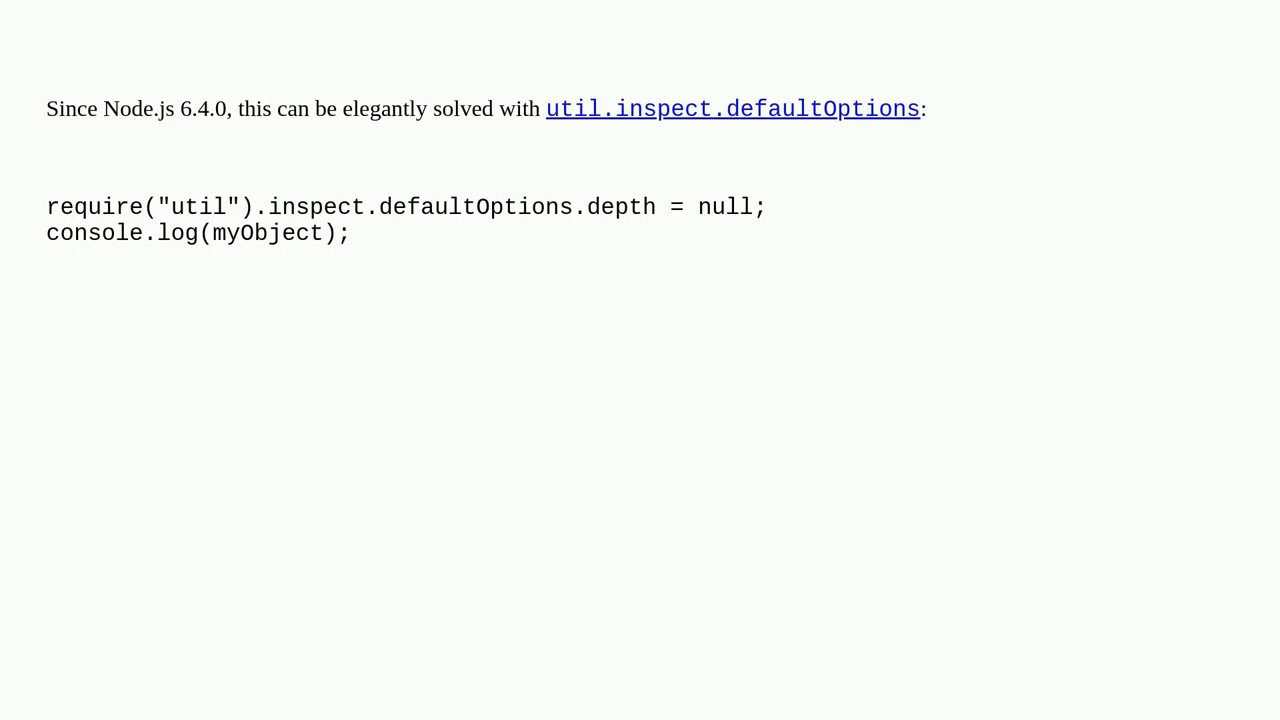 Since Node.js 6.4.0, this can be elegantly solved with util.inspect.defaultOptions:
require("util").inspect.defaultOptions.depth = null;
console.log(myObject);